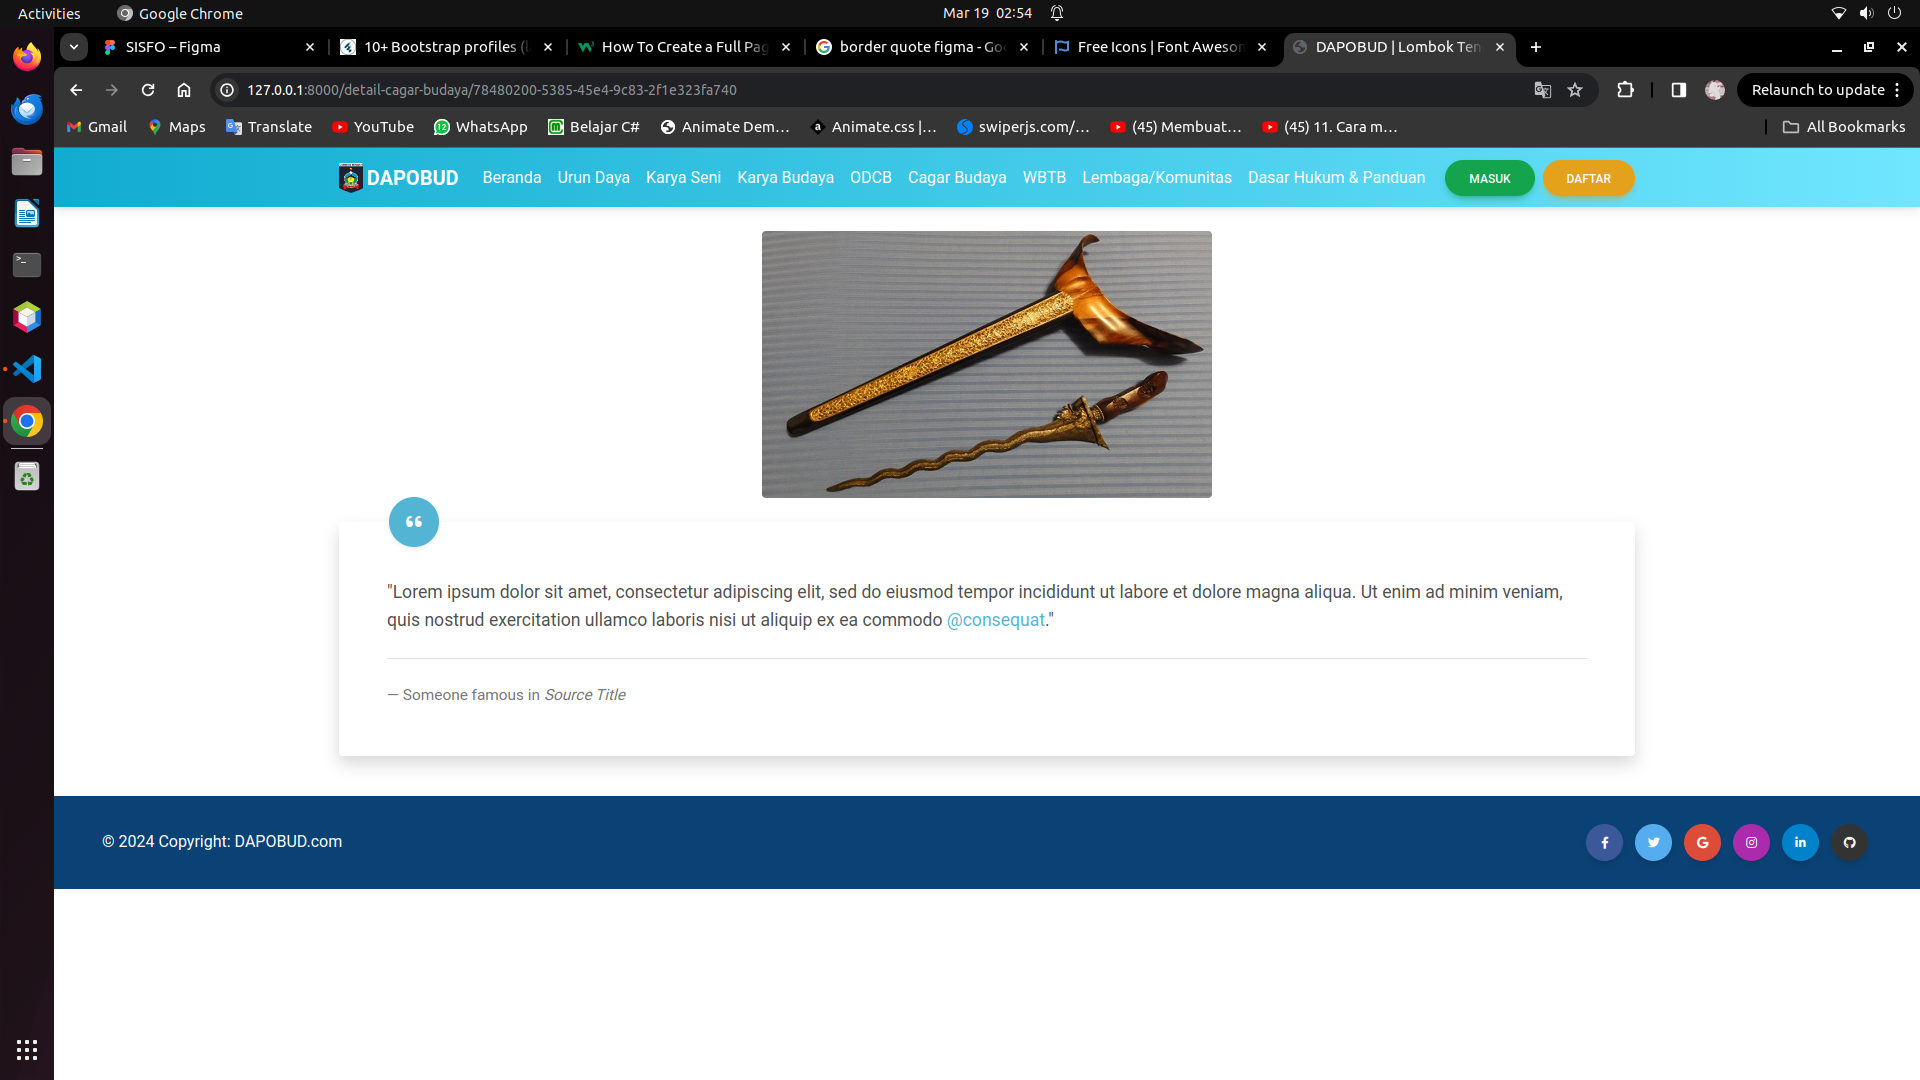 Activities
Google Chrome
Mar 19 02:54
SISFO – Figma
10+ Bootstrap profiles (
How To Create a Full Pag
border quote figma - Go
Free Icons | Font Aweson
DAPOBUD | Lombok Ten
127.0.0.1:8000/detail-cagar-budaya/78480200-5385-45e4-9c83-2f1e323fa740
Relaunch to update
Gmail
Maps
Translate
YouTube
WhatsApp
Belajar C#
Animate Dem...
Animate.css |...
swiperjs.com/...
(45) Membuat...
(45) 11. Cara m...
All Bookmarks
DAPOBUD
Beranda
Urun Daya
Karya Seni
Karya Budaya
ODCB
Cagar Budaya
WBTB
Lembaga/Komunitas
Dasar Hukum & Panduan
MASUK
DAFTAR
"Lorem ipsum dolor sit amet, consectetur adipiscing elit, sed do eiusmod tempor incididunt ut labore et dolore magna aliqua. Ut enim ad minim veniam,
quis nostrud exercitation ullamco laboris nisi ut aliquip ex ea commodo @consequat."
— Someone famous in Source Title
© 2024 Copyright: DAPOBUD.com